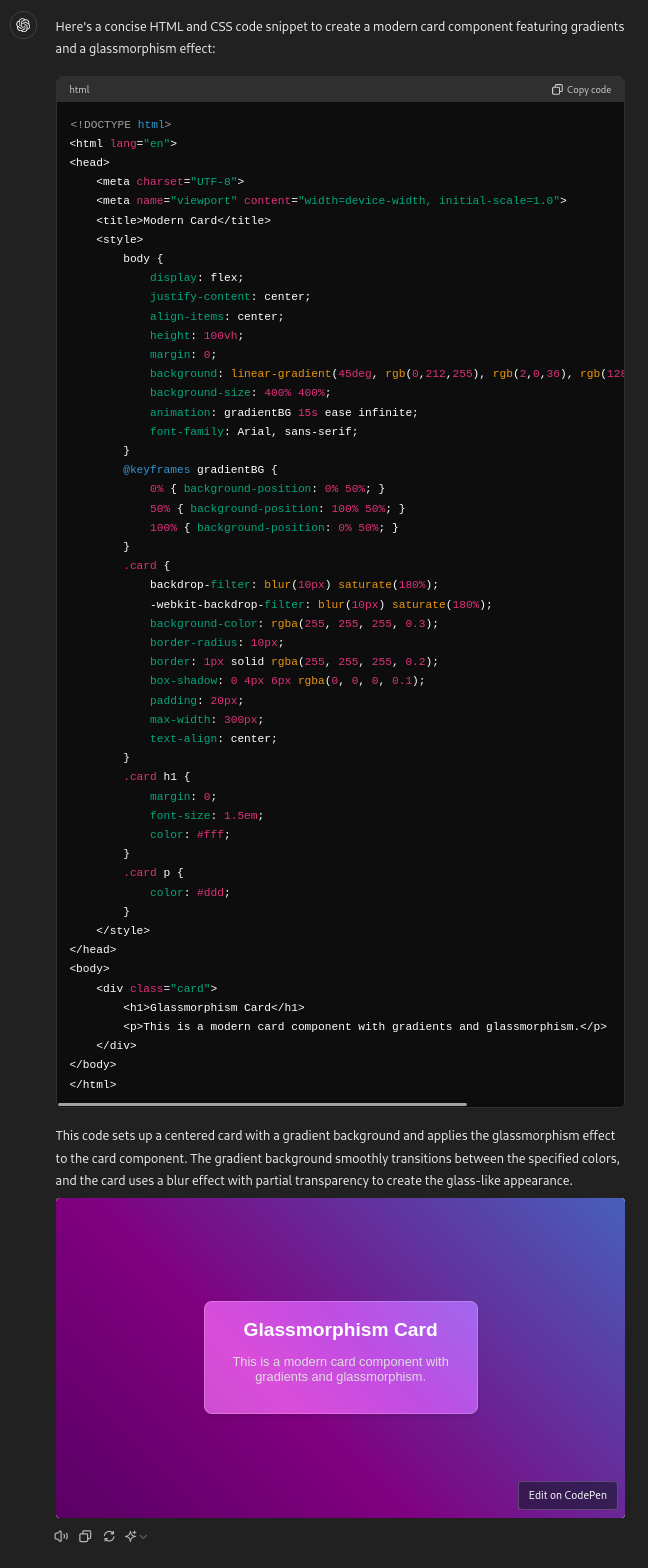 Here's a concise HTML and CSS code snippet to create a modern card component featuring gradients
and a glassmorphism effect:
html
Copy code
<!DOCTYPE html>
<html lang="en">
<head>
    <meta charset="UTF-8">
    <meta name="viewport" content="width=device-width, initial-scale=1.0">
    <title>Modern Card</title>
    <style>
        body {
            display: flex;
            justify-content: center;
            align-items: center;
            height: 100vh;
            margin: 0;
            background: linear-gradient(45deg, rgb(0,212,255), rgb(2,0,36), rgb(128
            background-size: 400% 400%;
            animation: gradientBG 15s ease infinite;
            font-family: Arial, sans-serif;
        }
        @keyframes gradientBG {
            0% { background-position: 0% 50%; }
            50% { background-position: 100% 50%; }
            100% { background-position: 0% 50%; }
        }
        .card {
            backdrop-filter: blur(10px) saturate(180%);
            -webkit-backdrop-filter: blur(10px) saturate(180%);
            background-color: rgba(255, 255, 255, 0.3);
            border-radius: 10px;
            border: 1px solid rgba(255, 255, 255, 0.2);
            box-shadow: 0 4px 6px rgba(0, 0, 0, 0.1);
            padding: 20px;
            max-width: 300px;
            text-align: center;
        }
        .card h1 {
            margin: 0;
            font-size: 1.5em;
            color: #fff;
        }
        .card p {
            color: #ddd;
        }
    </style>
</head>
<body>
    <div class="card">
        <h1>Glassmorphism Card</h1>
        <p>This is a modern card component with gradients and glassmorphism.</p>
    </div>
</body>
</html>
This code sets up a centered card with a gradient background and applies the glassmorphism effect
to the card component. The gradient background smoothly transitions between the specified colors,
and the card uses a blur effect with partial transparency to create the glass-like appearance.
Glassmorphism Card
This is a modern card component with
gradients and glassmorphism.
Edit on CodePen